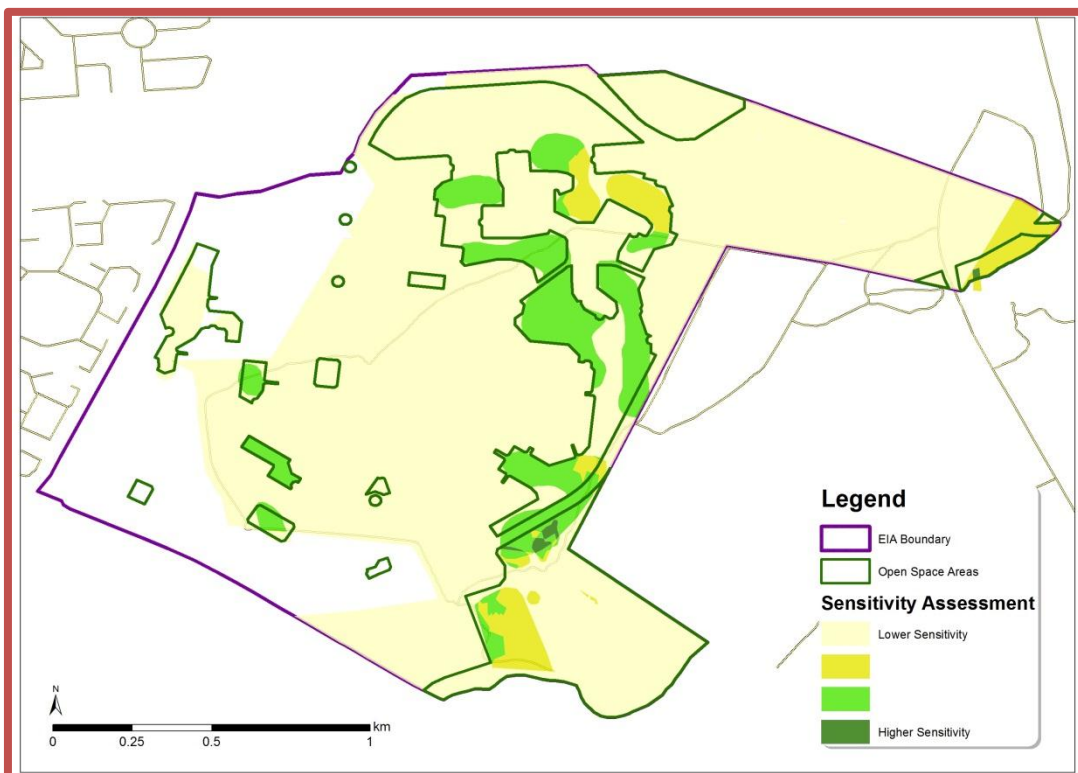 Legend
EIA Boundary
Open Space Areas
Sensitivity Assessment
Lower Sensitivity
Higher Sensitivity
N
km
0 0.25 0.5 1